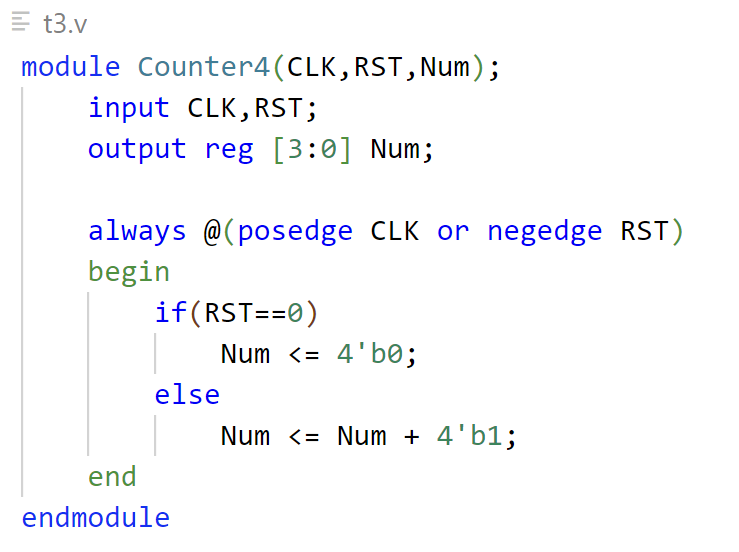 t3.v
module Counter4(CLK,RST,Num);
    input CLK,RST;
    output reg [3:0] Num;

    always @(posedge CLK or negedge RST)
    begin
        if(RST==0)
            Num <= 4'b0;
        else
            Num <= Num + 4'b1;
    end
endmodule